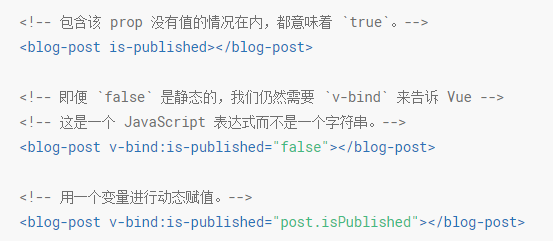 <!-- 包含该 prop 没有值的情况在内，都意味着 `true`。-->
<blog-post is-published></blog-post>
<!-- 即便 `false` 是静态的，我们仍然需要 `v-bind` 来告诉 Vue -->
<!-- 这是一个 JavaScript 表达式而不是一个字符串。-->
<blog-post v-bind:is-published="false"></blog-post>
<!-- 用一个变量进行动态赋值。-->
<blog-post v-bind:is-published="post.isPublished"></blog-post>